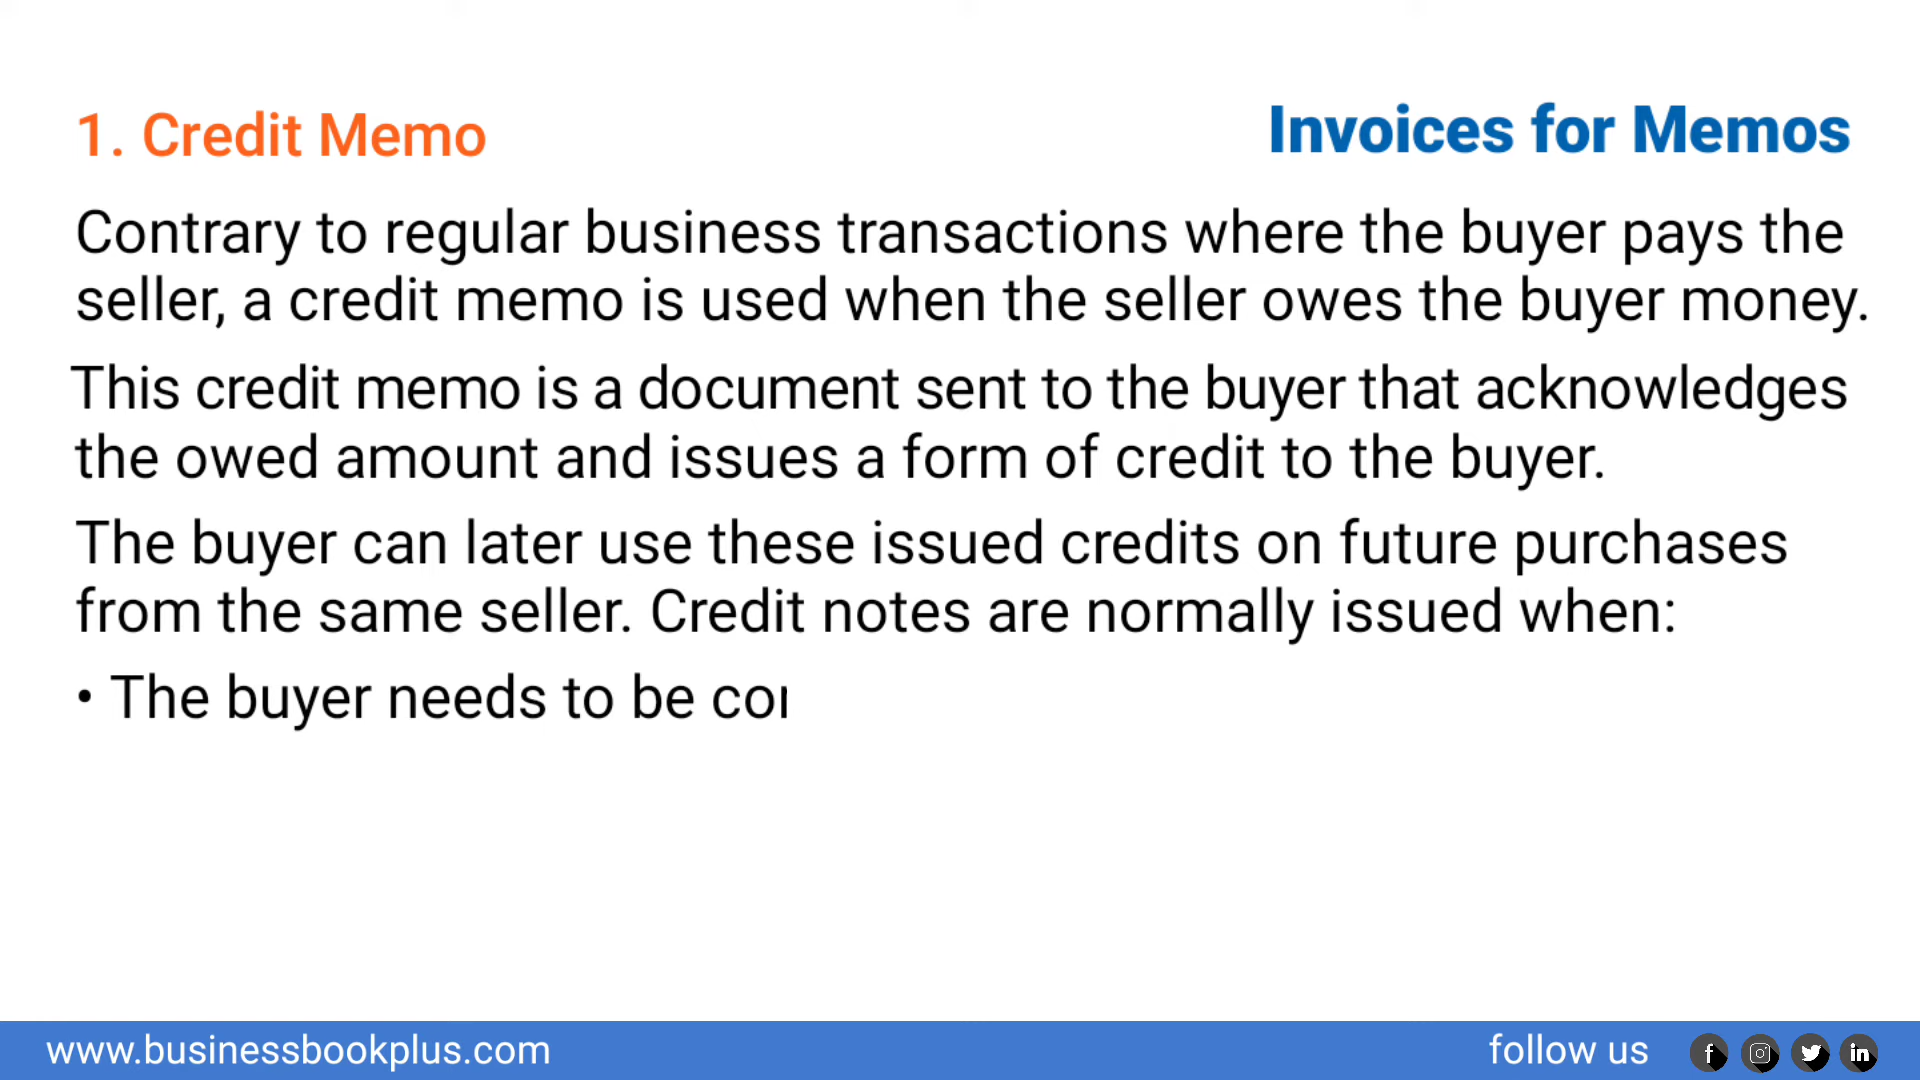 1. Credit Memo
Invoices for Memos
Contrary to regular business transactions where the buyer pays the
seller, a credit memo is used when the seller owes the buyer money.
This credit memo is a document sent to the buyer that acknowledges
the owed amount and issues a form of credit to the buyer.
The buyer can later use these issued credits on future purchases
from the same seller. Credit notes are normally issued when:
• The buyer needs to be
www.businessbookplus.com
follow us